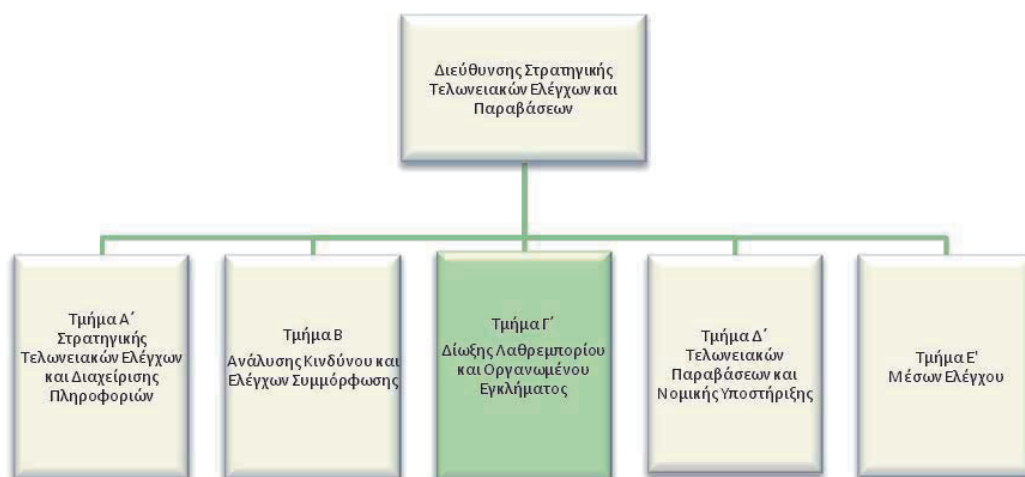 Διεύθυνσης Στρατηγικής
Τελωνειακών Ελέγχων και
Παραβάσεων
Τμήμα Α΄
Στρατηγικής
Τελωνειακών Ελέγχων
και Διαχείρισης
Πληροφοριών
Τμήμα Β
Ανάλυσης Κινδύνου και
Ελέγχων Συμμόρφωσης
Τμήμα Γ΄
Δίωξης Λαθρεμπορίου
και Οργανωμένου
Εγκλήματος
Τμήμα Δ΄
Τελωνειακών
Παραβάσεων και
Νομικής Υποστήριξης
Τμήμα Ε'
Μέσων Ελέγχου